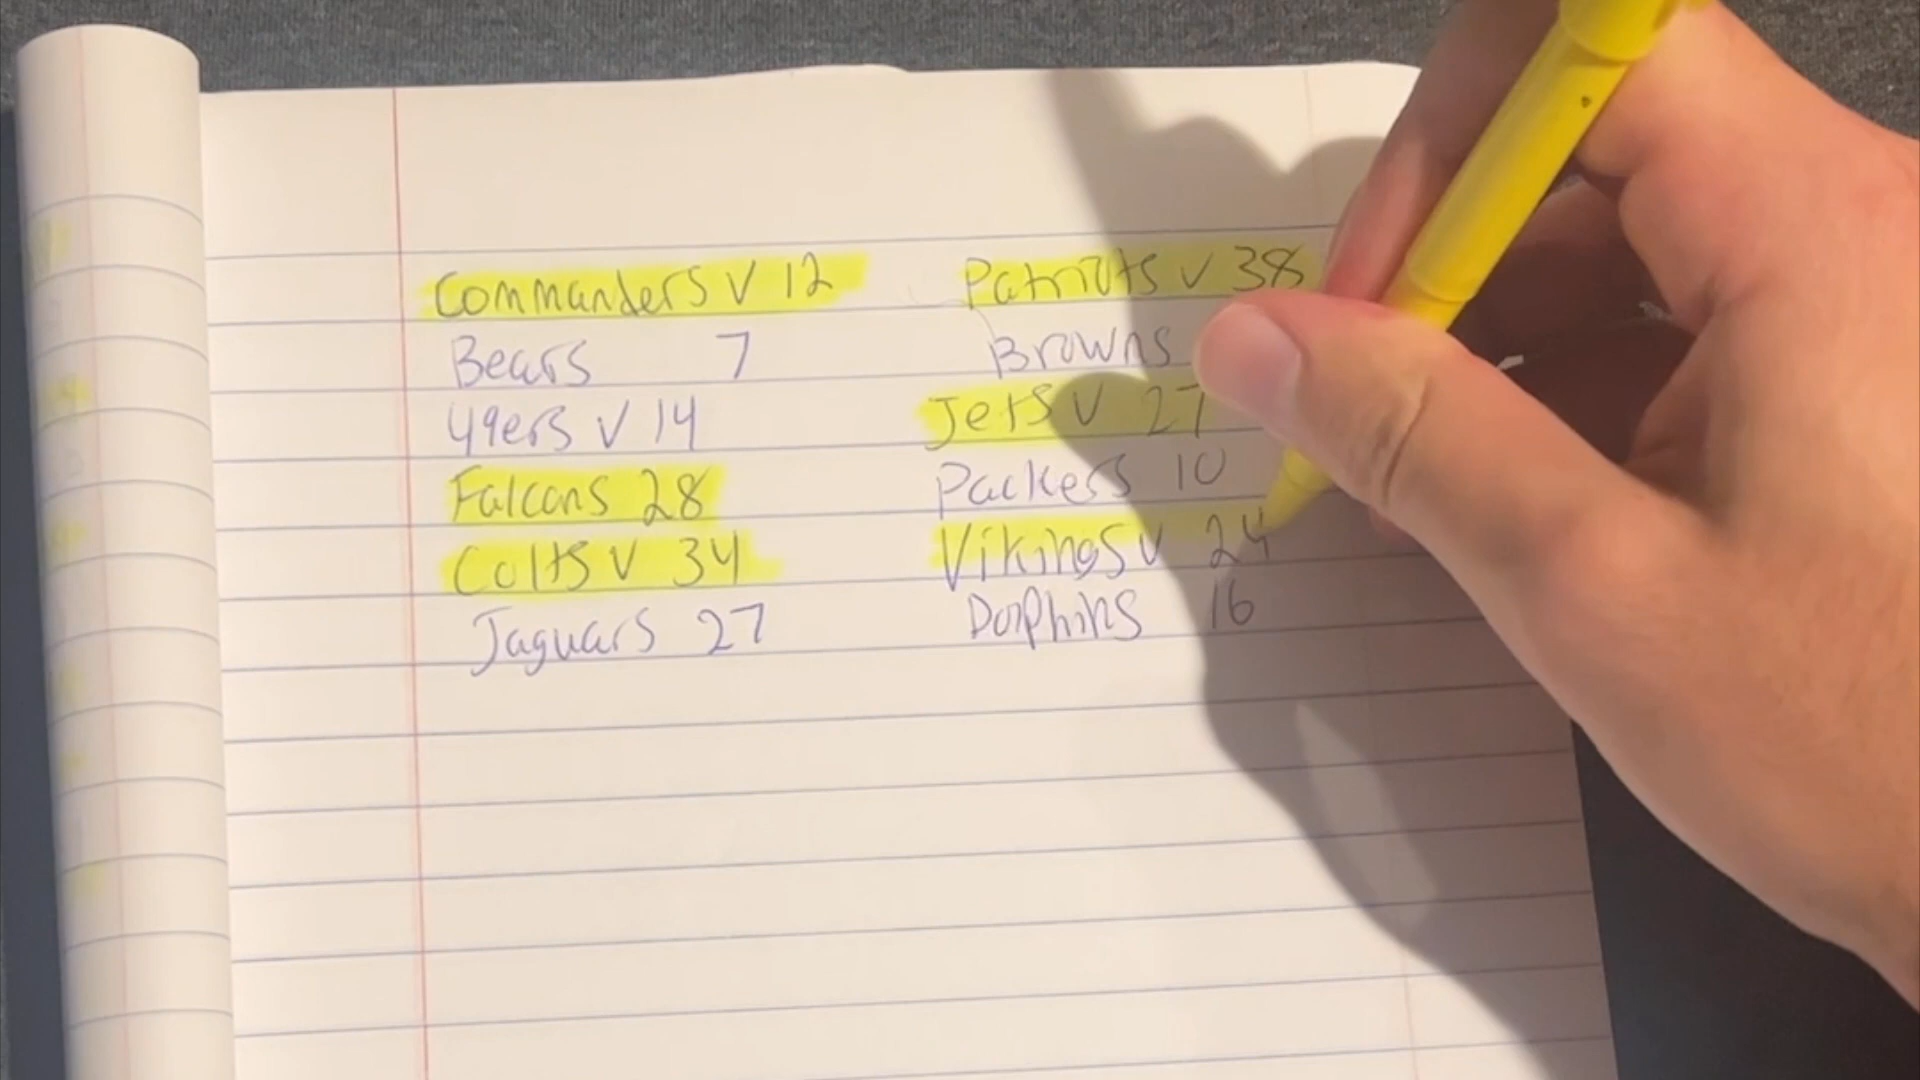 Commanders v 12
Bears 7
49ers v 14
Falcons 28
Colts v 34
Jaguars 27
Patriots v 38
Browns
Jets v 27
Packers 10
Vikings v 24
Dolphins 16